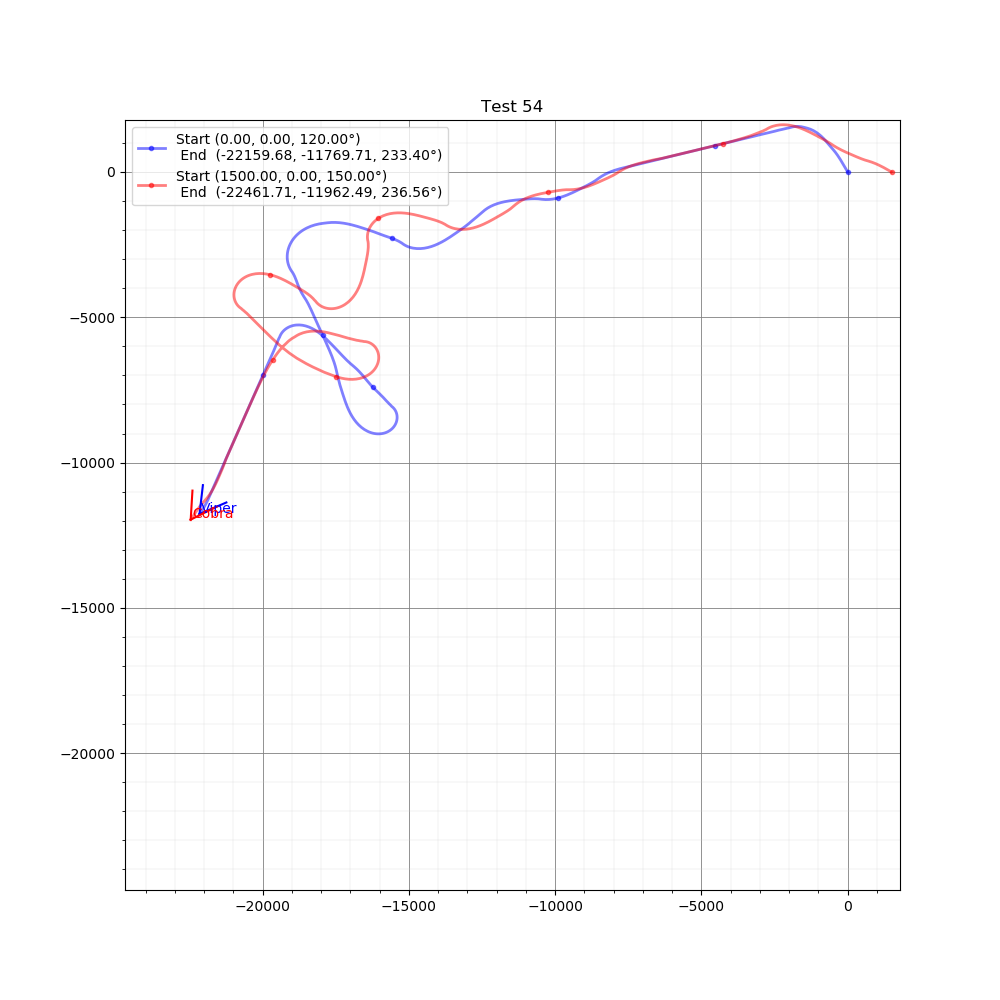 Test 54
Start (0.00, 0.00, 120.00°)
End (-22159.68, -11769.71, 233.40°)
Start (1500.00, 0.00, 150.00°)
End (-22461.71, -11962.49, 236.56°)
0
−5000
−10000
−15000
−20000
Viper
Cobra
−20000 −15000 −10000 −5000 0